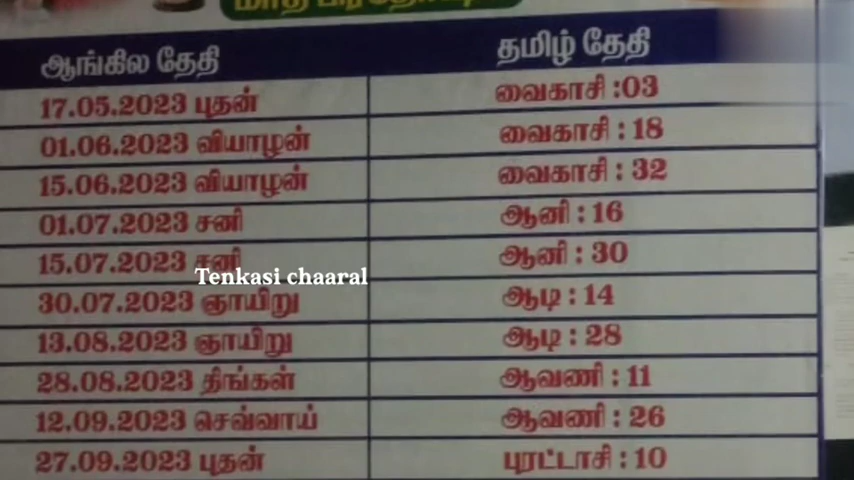 மாத பிரதோஷம்
ஆங்கில தேதி தமிழ் தேதி
17.05.2023 புதன் வைகாசி :03
01.06.2023 வியாழன் வைகாசி : 18
15.06.2023 வியாழன் வைகாசி : 32
01.07.2023 சனி ஆனி : 16
15.07.2023 சனி ஆனி : 30
Tenkasi chaaral
30.07.2023 ஞாயிறு ஆடி : 14
13.08.2023 ஞாயிறு ஆடி : 28
28.08.2023 திங்கள் ஆவணி : 11
12.09.2023 செவ்வாய் ஆவணி : 26
27.09.2023 புதன் புரட்டாசி : 10